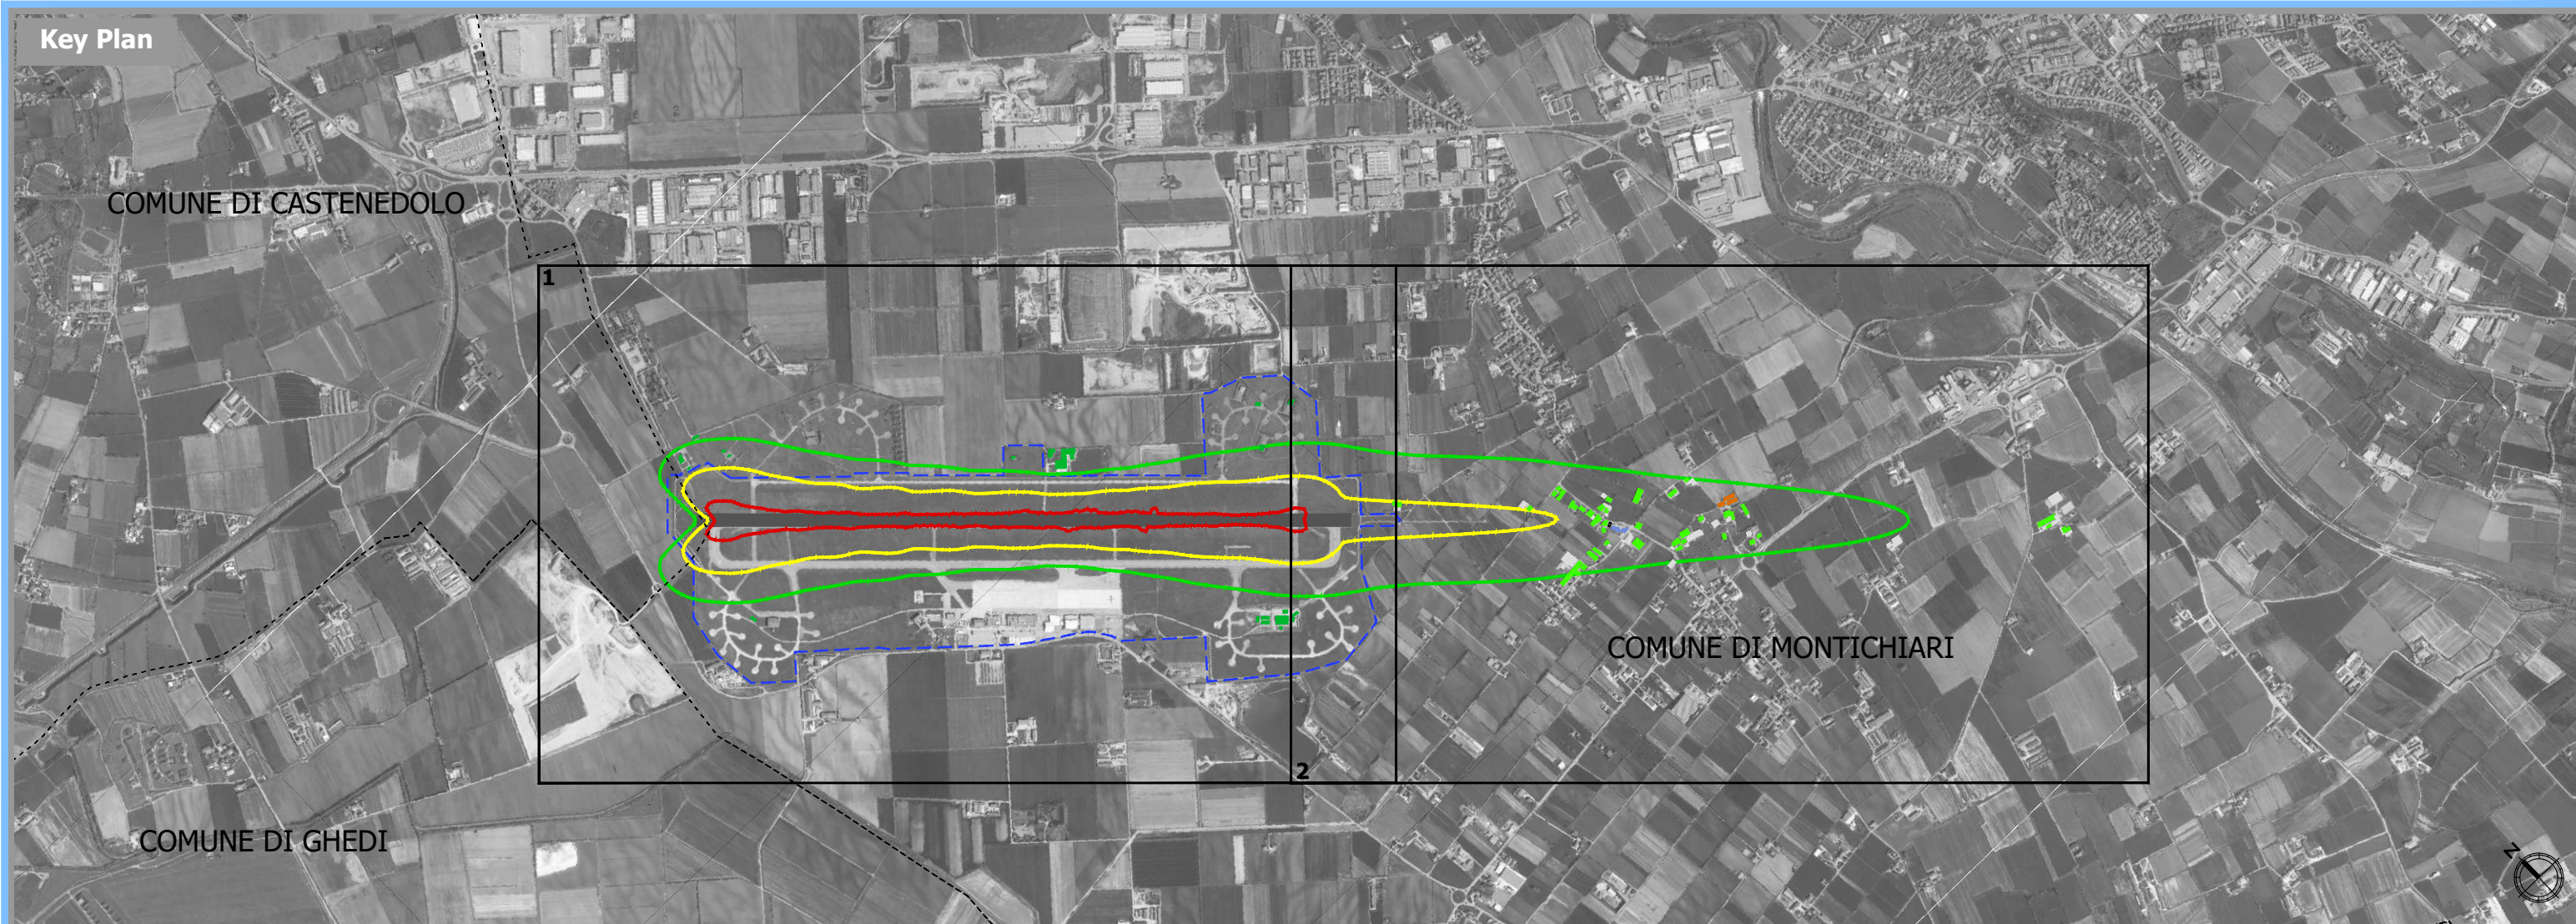 Key Plan
COMUNE DI CASTENEDOLO
1
COMUNE DI MONTICHIARI
2
COMUNE DI GHEDI
N